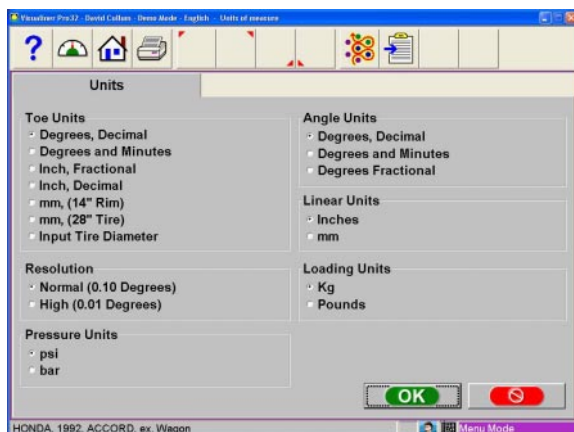 Visualiner Pro32 - David Collum - Demo Mode - English - Units of measure
Units
Toe Units
Degrees, Decimal
Degrees and Minutes
Inch, Fractional
Inch, Decimal
mm, (14" Rim)
mm, (28" Tire)
Input Tire Diameter
Resolution
Normal (0.10 Degrees)
High (0.01 Degrees)
Pressure Units
psi
bar
Angle Units
Degrees, Decimal
Degrees and Minutes
Degrees Fractional
Linear Units
Inches
mm
Loading Units
Kg
Pounds
OK
HONDA, 1992, ACCORD, ex. Wagon
Menu Mode